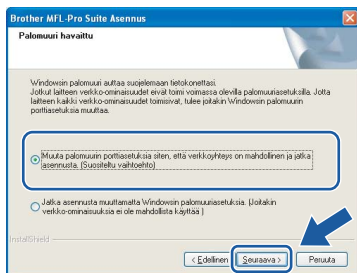 Brother MFL-Pro Suite Asennus
Palomuuri havaittu
Windowsin palomuuri auttaa suojelemaan tietokonettasi.
Jotkut laitteen verkko-ominaisuudet eivät toimi voimassa olevilla palomuuriasetuksilla. Jotta
laitteen kaikki verkko-ominaisuudet toimisivat, tulee joitakin Windowsin palomuurin
porttiasetuksia muuttaa.
Muuta palomuurin porttiasetuksia siten, että verkkoyhteys on mahdollinen ja jatka
asennusta. (Suositeltu vaihtoehto)
Jatka asennusta muuttamatta Windowsin palomuuriasetuksia. (Joitakin
verkko-ominaisuuksia ei ole mahdollista käyttää )
InstallShield
< Edellinen
Seuraava >
Peruuta